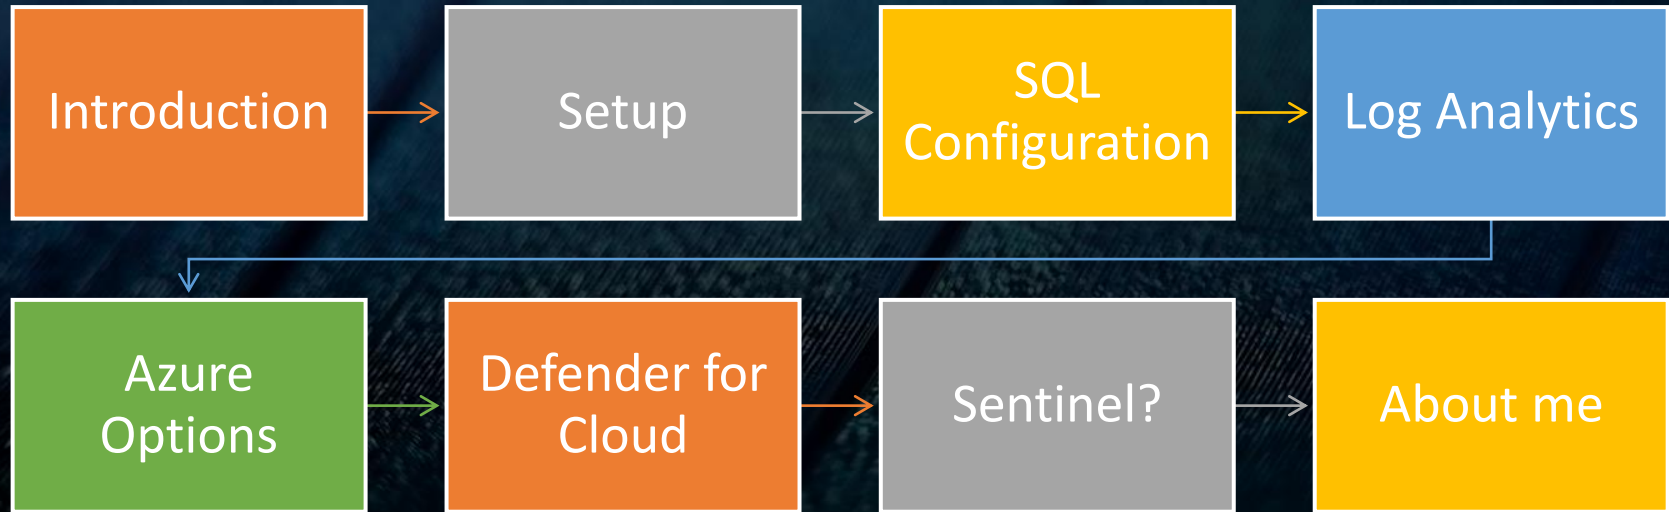 Introduction
Setup
SQL
Configuration
Log Analytics
Azure
Options
Defender for
Cloud
Sentinel?
About me